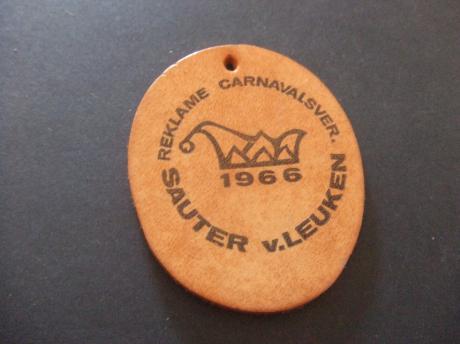 REKLAME CARNAVALSVER.
1966
SAUTER v.LEUKEN